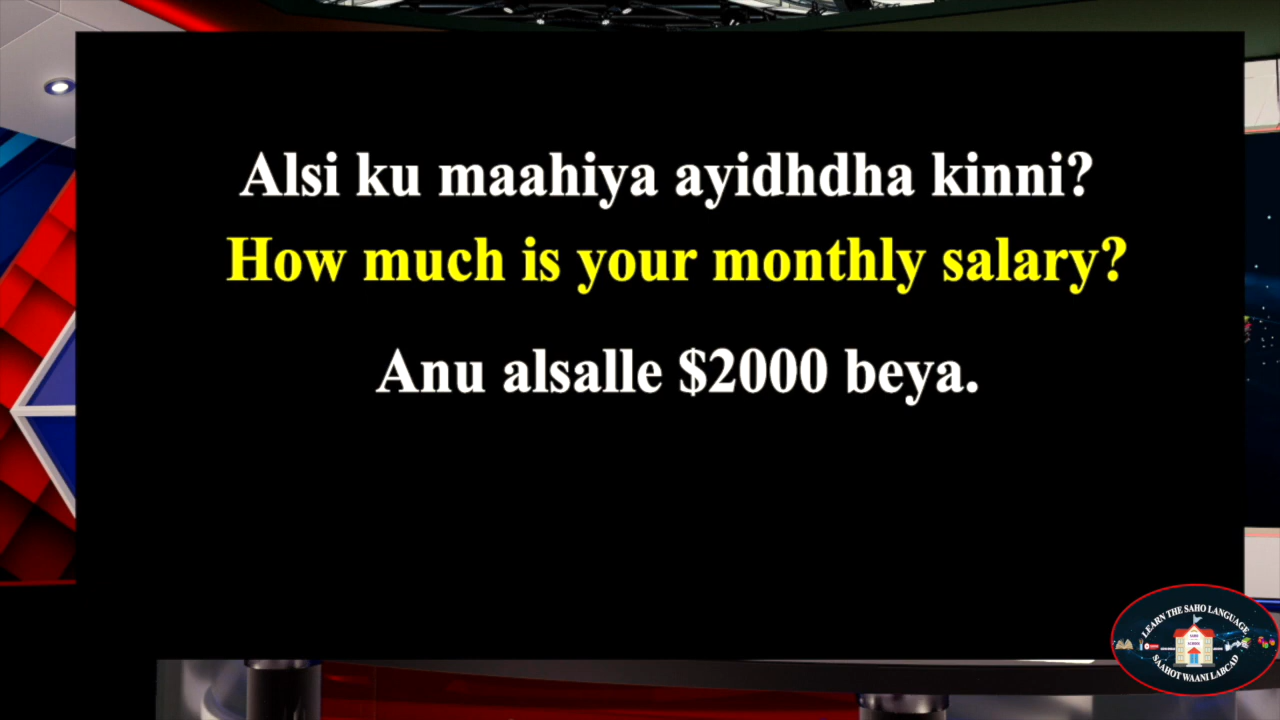 Alsi ku maahiya ayidhdha kinni?
How much is your monthly salary?
Anu alsalle $2000 beya.
LEARN THE SAHO LANGUAGE
SAAHOT WAANI LABCAD